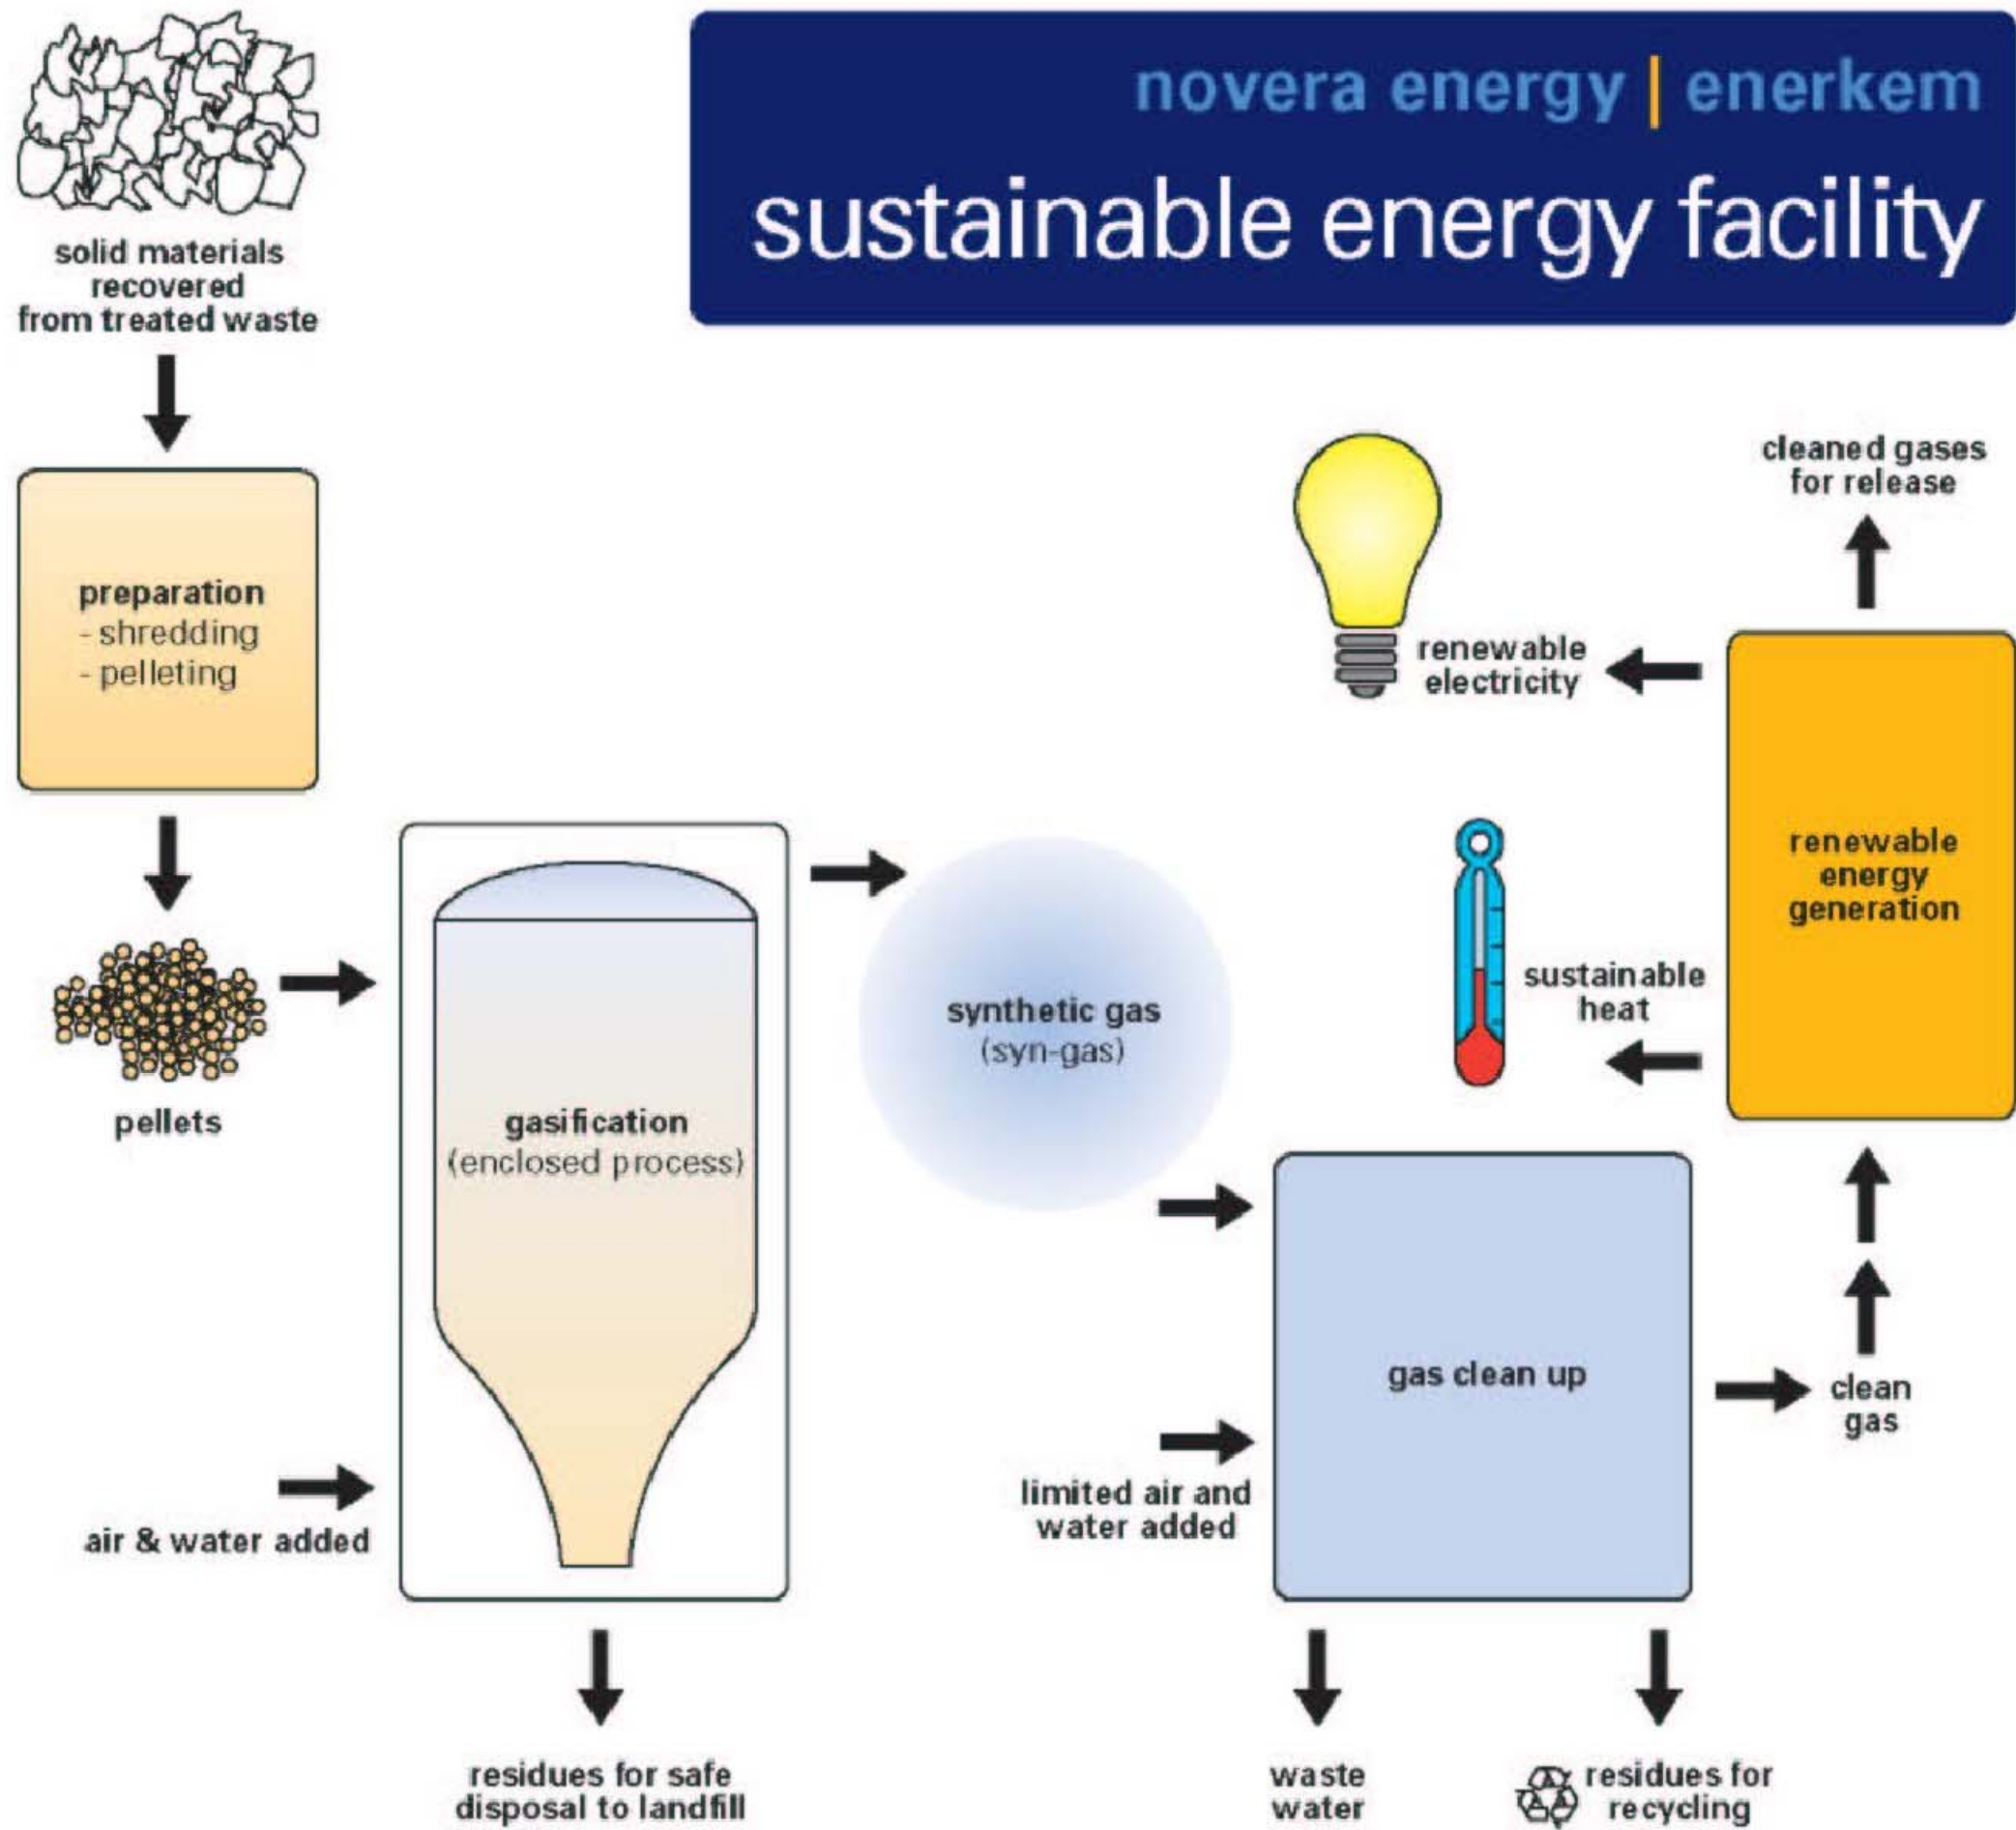 novera energy | enerkem
sustainable energy facility
solid materials
recovered
from treated waste
preparation
- shredding
- pelleting
pellets
air & water added
gasification
(enclosed process)
residues for safe
disposal to landfill
synthetic gas
(syn-gas)
limited air and
water added
gas clean up
waste
water
residues for
recycling
clean
gas
renewable
energy
generation
sustainable
heat
renewable
electricity
cleaned gases
for release